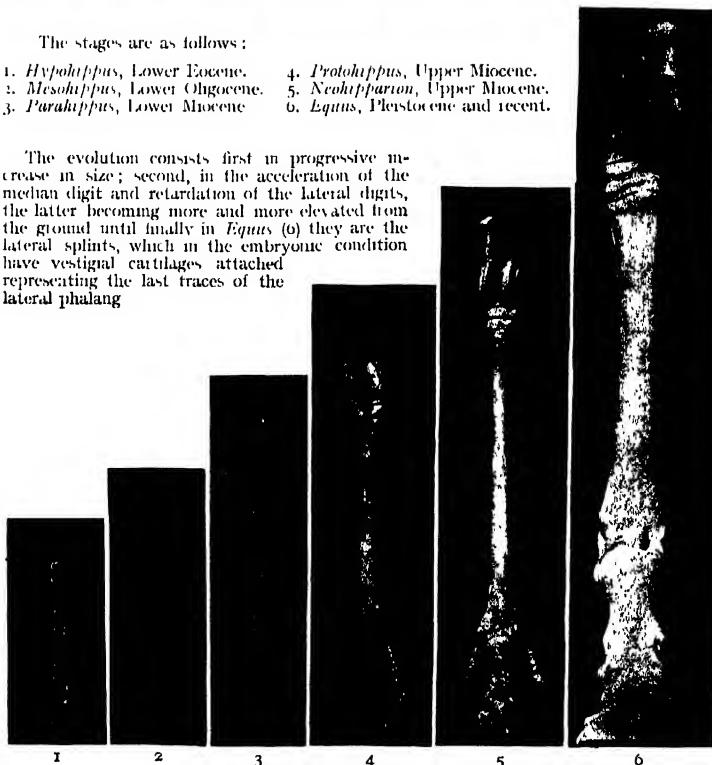 The stages are as follows :
1. Hypohippus, Lower Eocene.
2. Mesohippus, Lower Oligocene.
3. Parahippus, Lower Miocene
4. Protohippus, Upper Miocene.
5. Neohipparion, Upper Miocene.
6. Equus, Pleistocene and recent.
The evolution consists first in progressive in-
crease in size ; second, in the acceleration of the
median digit and retardation of the lateral digits,
the latter becoming more and more elevated from
the ground until finally in Equus (6) they are the
lateral splints, which in the embryonic condition
have vestigial cartilages attached
representing the last traces of the
lateral phalang
1 2 3 4 5 6